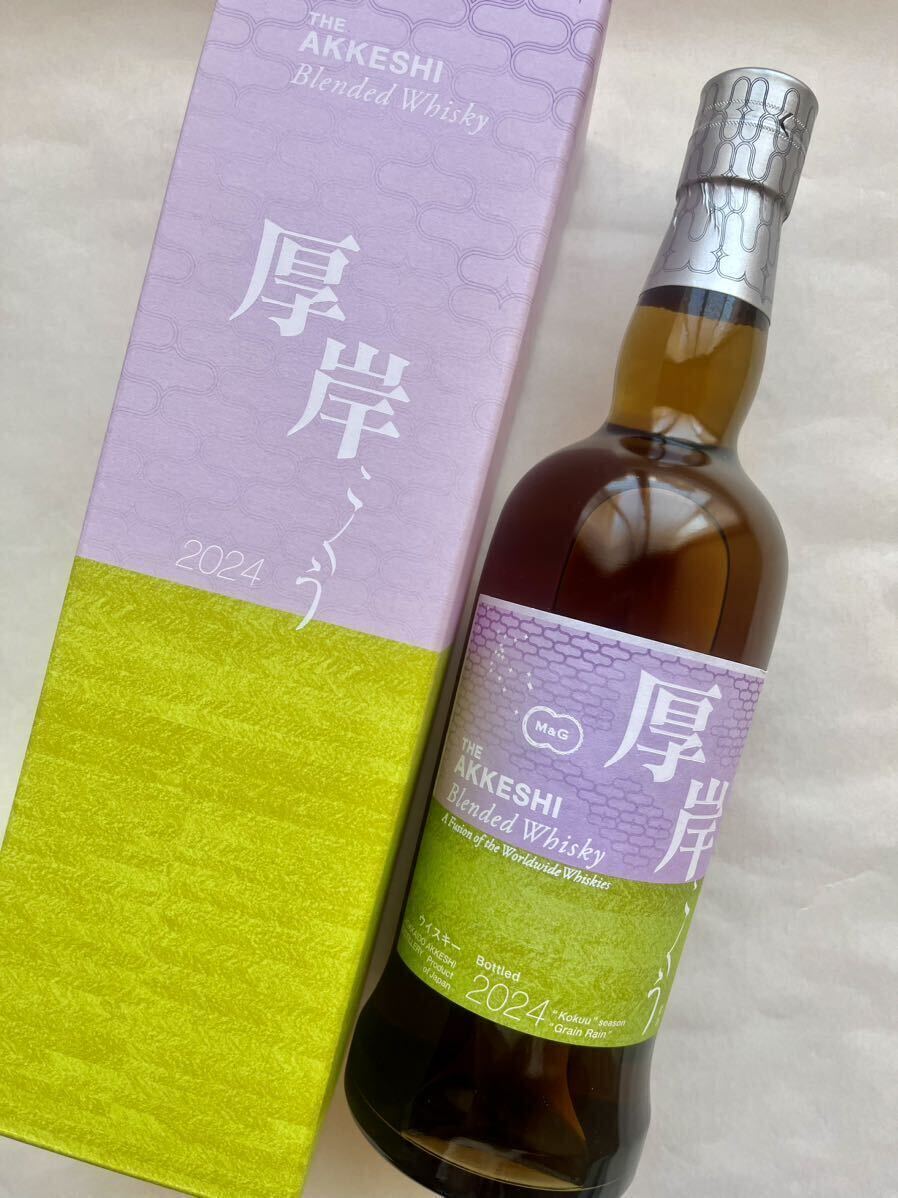 THE
AKKESHI
Blended Whisky
厚岸
こくう
2024
M&G
THE
AKKESHI
Blended Whisky
A Fusion of the Worldwide Whiskies
厚岸
こくう
ウイスキー
AKKESHI
Product
of Japan
Bottled
2024
"Kokuu" season
"Grain Rain"